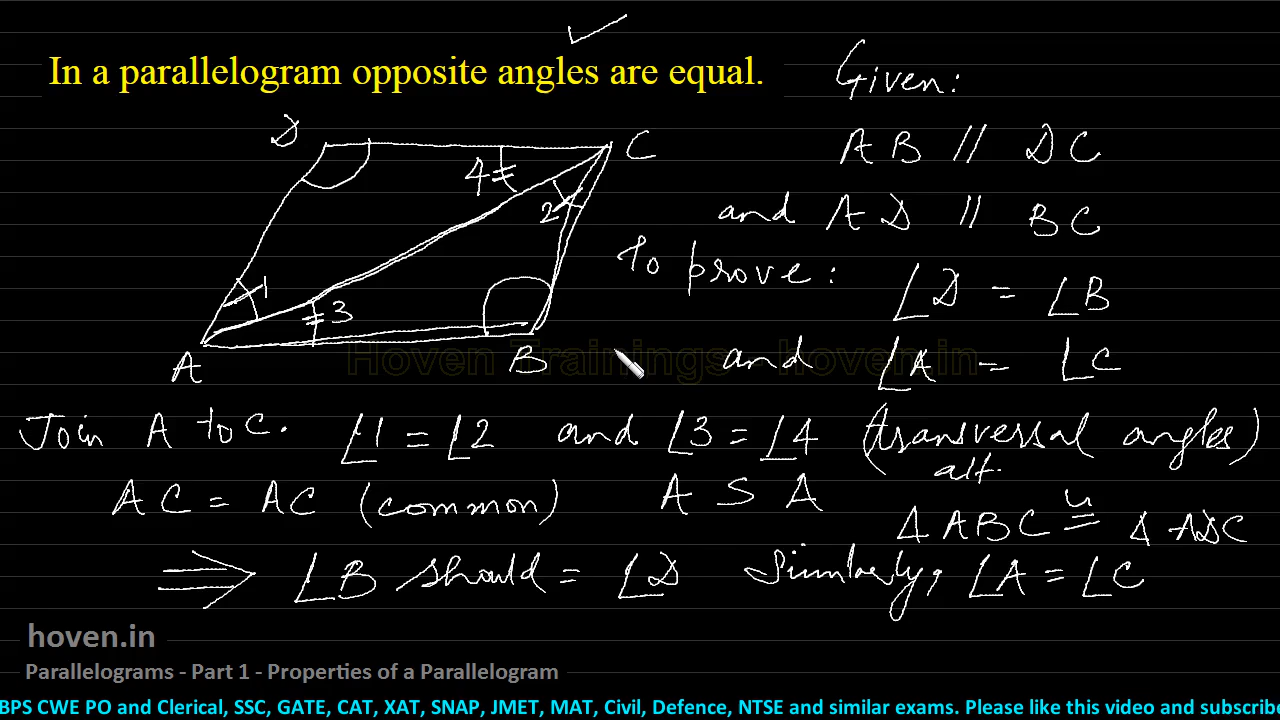 In a parallelogram opposite angles are equal.
Given:
AB // DC
and AD // BC
To prove:
∠D = ∠B
and ∠A = ∠C
D
C
4
2
1
3
A
B
Hoven Trainings - hoven.in
Join A to C. ∠1 = ∠2 and ∠3 = ∠4 (transversal angles)
alt.
AC = AC (common) A S A
Δ ABC ≅ Δ ADC
⇒ ∠B should = ∠D Similarly, ∠A = ∠C
hoven.in
Parallelograms - Part 1 - Properties of a Parallelogram
BPS CWE PO and Clerical, SSC, GATE, CAT, XAT, SNAP, JMET, MAT, Civil, Defence, NTSE and similar exams. Please like this video and subscribe